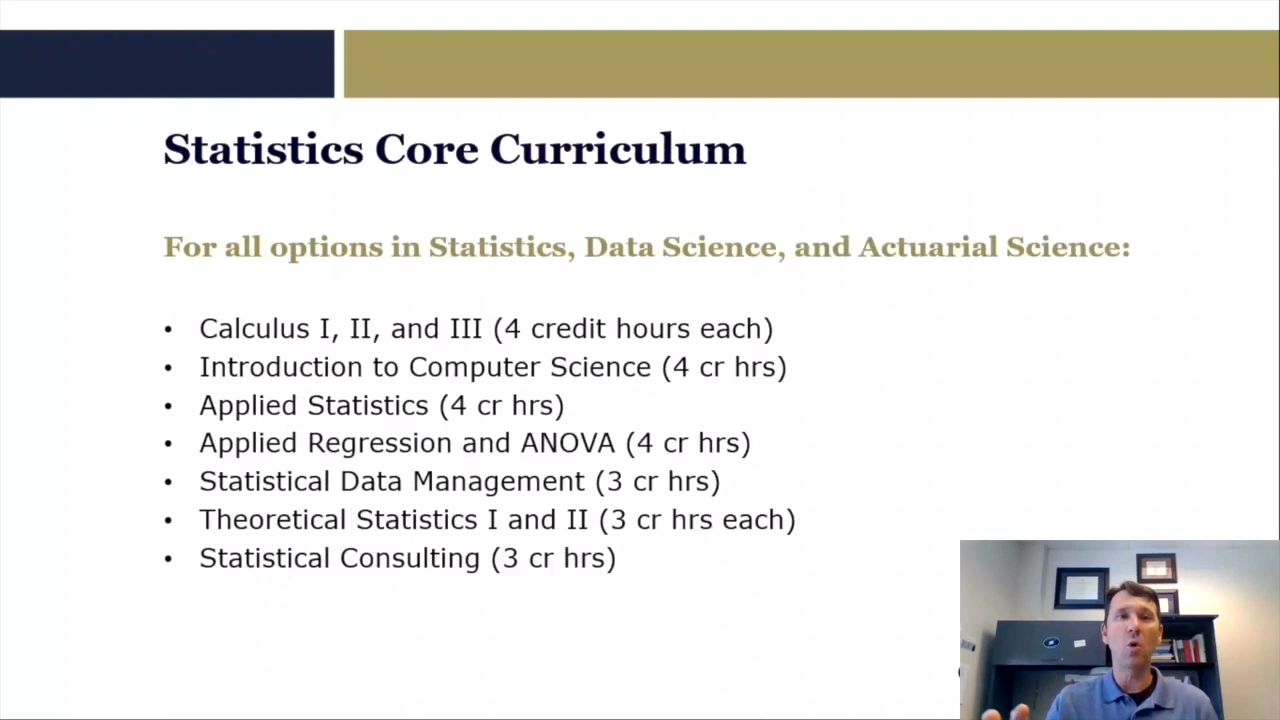 Statistics Core Curriculum
For all options in Statistics, Data Science, and Actuarial Science:
• Calculus I, II, and III (4 credit hours each)
• Introduction to Computer Science (4 cr hrs)
• Applied Statistics (4 cr hrs)
• Applied Regression and ANOVA (4 cr hrs)
• Statistical Data Management (3 cr hrs)
• Theoretical Statistics I and II (3 cr hrs each)
• Statistical Consulting (3 cr hrs)